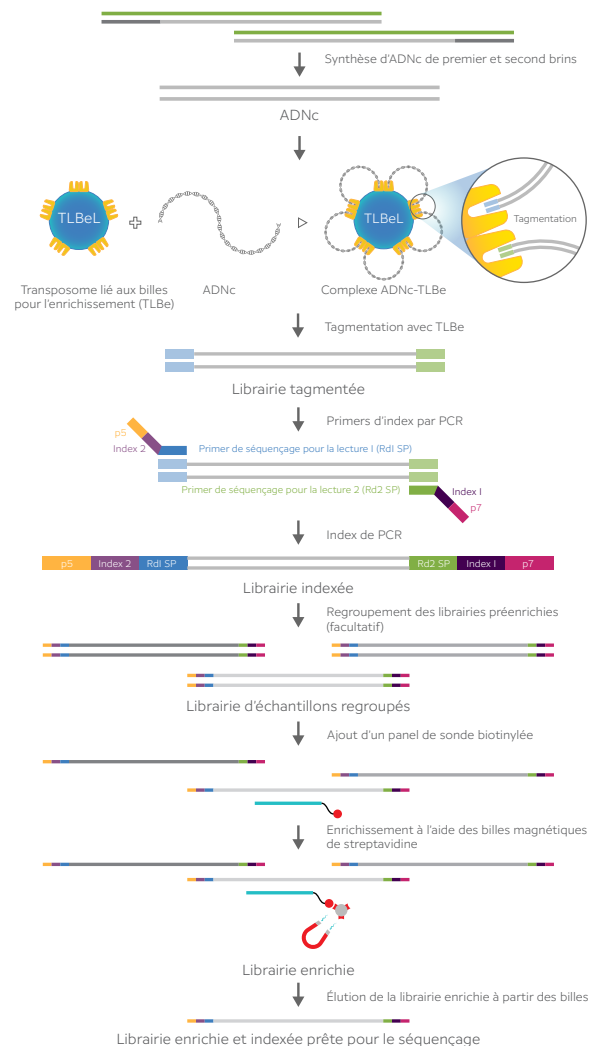 Synthèse d'ADNc de premier et second brins
ADNc
TLBeL
TLBeL
Tagmentation
Transposome lié aux billes
pour l'enrichissement (TLBe)
ADNc
Complexe ADNc-TLBe
Tagmentation avec TLBe
Librairie tagmentée
Primers d'index par PCR
p5
Index 2
Primer de séquençage pour la lecture 1 (Rd1 SP)
Primer de séquençage pour la lecture 2 (Rd2 SP)
Index 1
p7
Index de PCR
p5
Index 2
Rd1 SP
Rd2 SP
Index 1
p7
Librairie indexée
Regroupement des librairies préenrichies
(facultatif)
Librairie d'échantillons regroupés
Ajout d'un panel de sonde biotinylée
Enrichissement à l'aide des billes magnétiques
de streptavidine
Librairie enrichie
Élution de la librairie enrichie à partir des billes
Librairie enrichie et indexée prête pour le séquençage